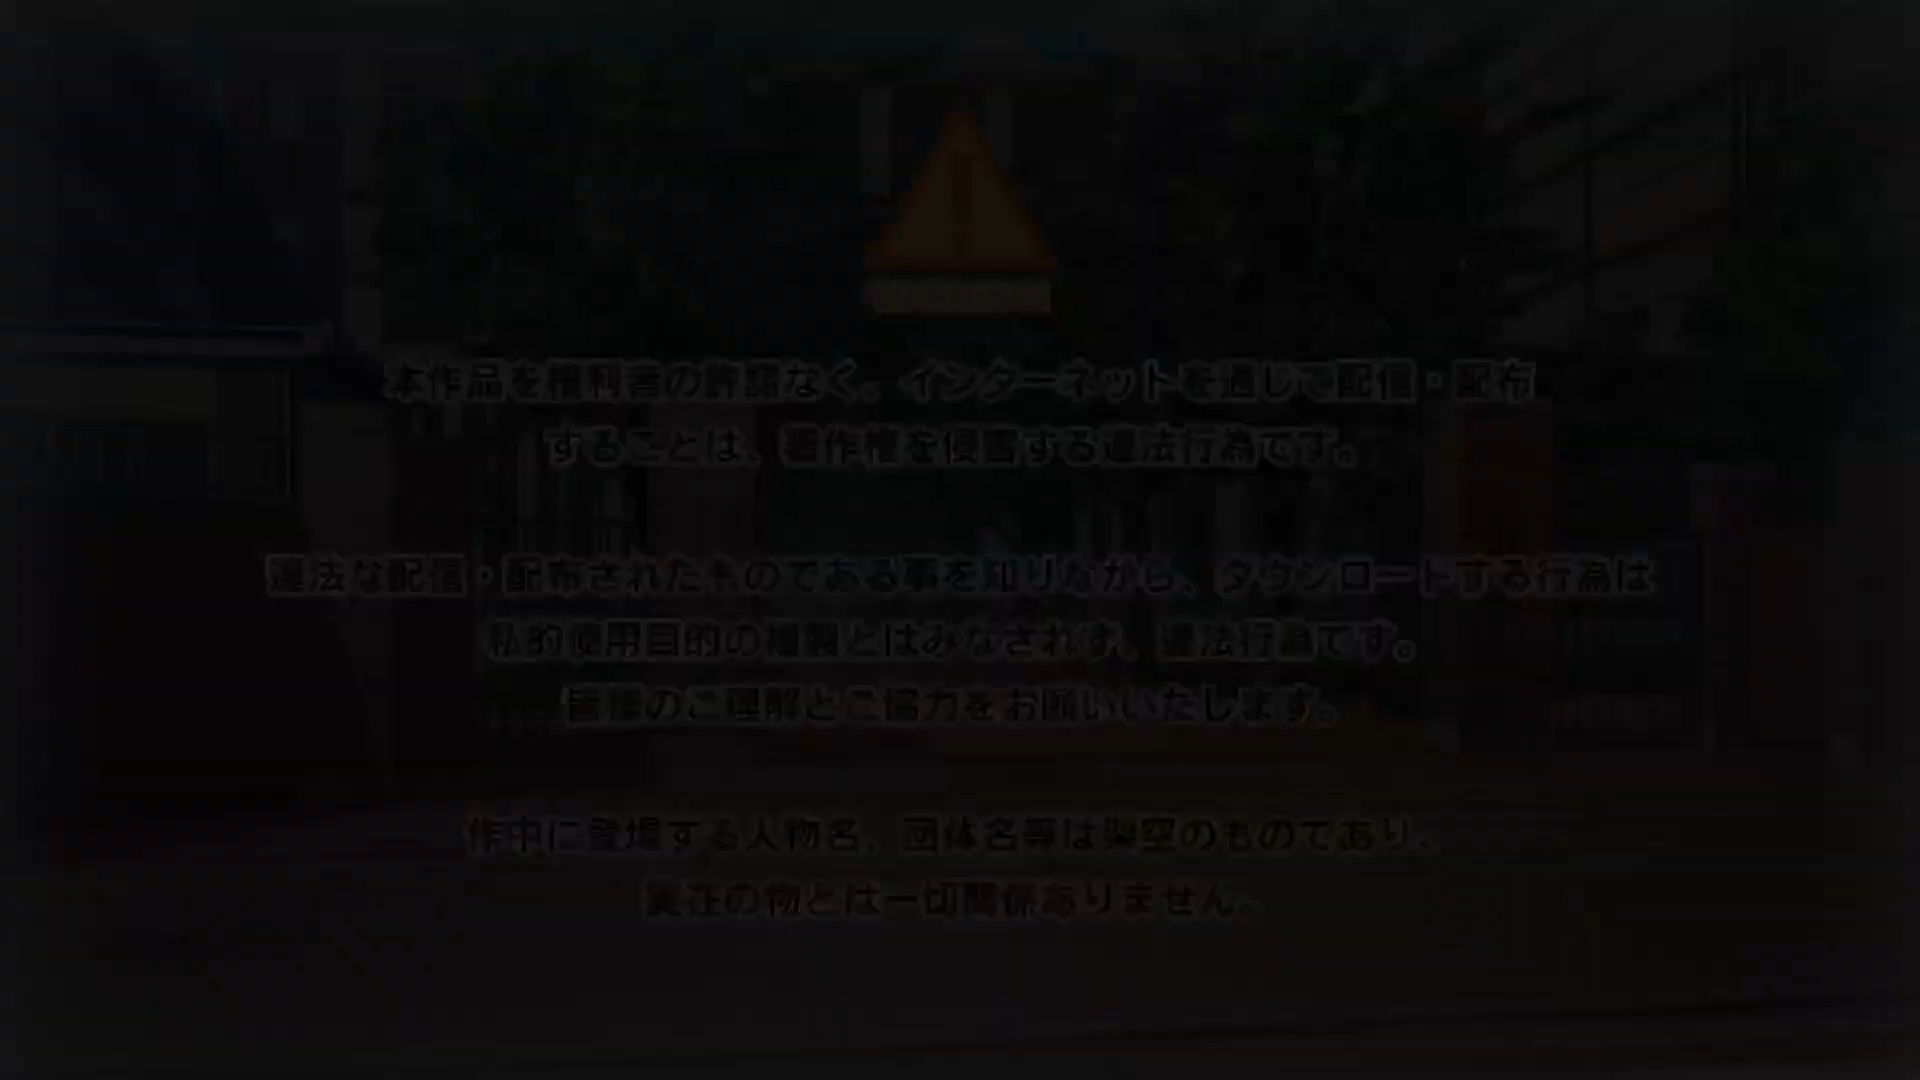 本作品を権利者の許諾なく、インターネットを通じて配信・配布
することは、著作権を侵害する違法行為です。
違法な配信・配布されたものである事を知りながら、ダウンロードする行為は
私的使用目的の複製とはみなされず、違法行為です。
皆様のご理解とご協力をお願いいたします。
作中に登場する人物名、団体名等は架空のものであり、
実在の物とは一切関係ありません。